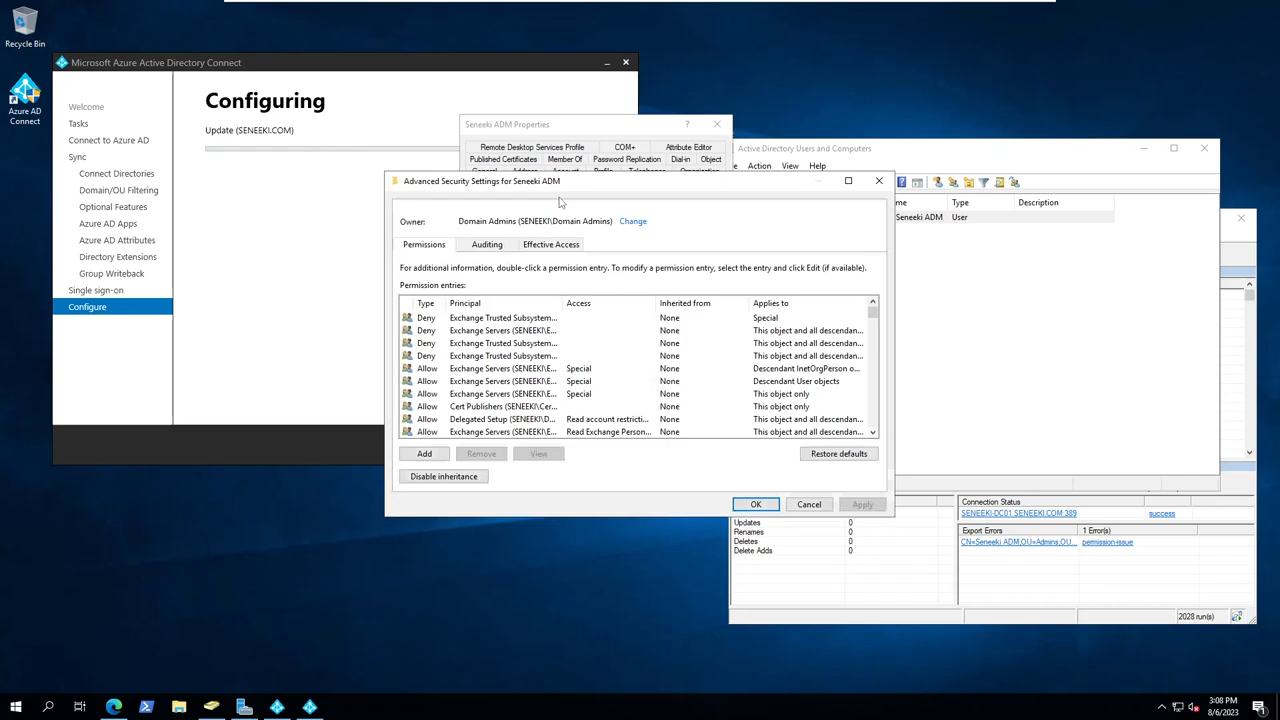 Recycle Bin
Azure AD
Connect
Microsoft Azure Active Directory Connect
Welcome
Tasks
Connect to Azure AD
Sync
Connect Directories
Domain/OU Filtering
Optional Features
Azure AD Apps
Azure AD Attributes
Directory Extensions
Group Writeback
Single sign-on
Configure
Configuring
Update (SENEEKI.COM)
Seneeki ADM Properties
Remote Desktop Services Profile COM+ Attribute Editor
Published Certificates Member Of Password Replication Dial-in Object
Active Directory Users and Computers
Action View Help
me Type Description
Seneeki ADM User
Advanced Security Settings for Seneeki ADM
Owner: Domain Admins (SENEEKI\Domain Admins) Change
Permissions Auditing Effective Access
For additional information, double-click a permission entry. To modify a permission entry, select the entry and click Edit (if available).
Permission entries:
Type Principal Access Inherited from Applies to
Deny Exchange Trusted Subsystem... None Special
Deny Exchange Servers (SENEEKI\E... None This object and all descendan...
Deny Exchange Trusted Subsystem... None This object and all descendan...
Deny Exchange Trusted Subsystem... None This object and all descendan...
Allow Exchange Servers (SENEEKI\E... Special None Descendant InetOrgPerson o...
Allow Exchange Servers (SENEEKI\E... Special None Descendant User objects
Allow Exchange Servers (SENEEKI\E... Special None This object only
Allow Cert Publishers (SENEEKI\Cer... None This object only
Allow Delegated Setup (SENEEKI\D... Read account restricti... None This object and all descendan...
Allow Exchange Servers (SENEEKI\E... Read Exchange Person... None This object and all descendan...
Add Remove View Restore defaults
Disable inheritance
OK Cancel Apply
Updates 0
Renames 0
Deletes 0
Delete Adds 0
Connection Status
SENEEKI-DC01.SENEEKI.COM:389 success
Export Errors 1 Error(s)
CN=Seneeki ADM,OU=Admins,OU... permission-issue
2028 run(s)
3:08 PM
8/6/2023